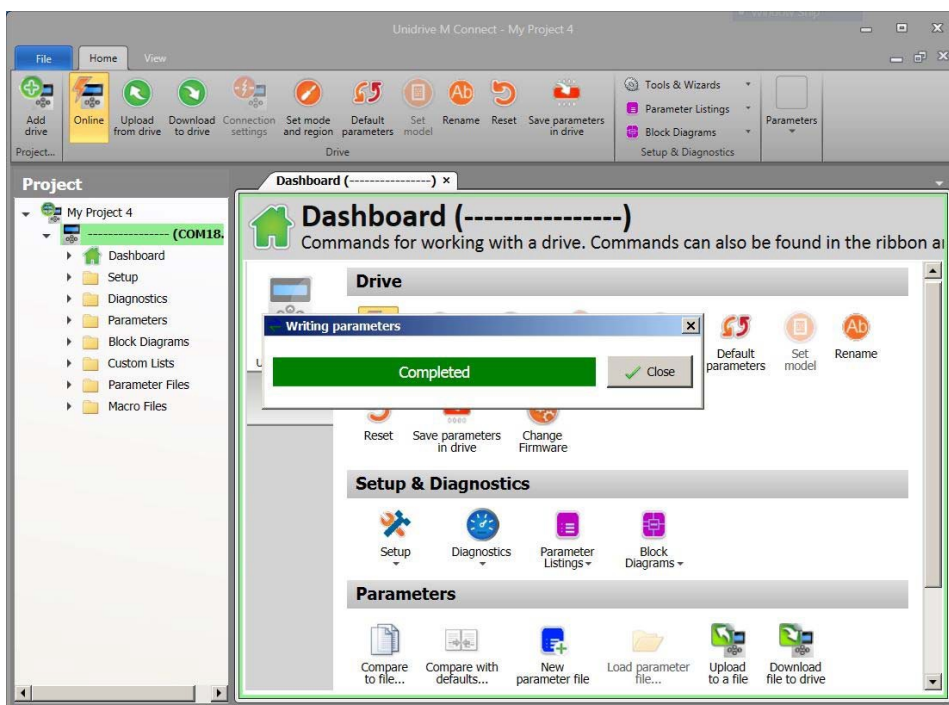 Unidrive M Connect - My Project 4
File
Home
View
Add
drive
Online
Upload
from drive
Download
to drive
Connection
settings
Set mode
and region
Default
parameters
Set
model
Rename
Reset
Save parameters
in drive
Tools & Wizards
Parameter Listings
Block Diagrams
Parameters
Project...
Drive
Setup & Diagnostics
Project
Dashboard (----------------) ×
My Project 4
---------------- (COM18.
Dashboard
Setup
Diagnostics
Parameters
Block Diagrams
Custom Lists
Parameter Files
Macro Files
Dashboard (----------------)
Commands for working with a drive. Commands can also be found in the ribbon a
Drive
Writing parameters
Completed
Close
Default
parameters
Set
model
Rename
Reset
Save parameters
in drive
Change
Firmware
Setup & Diagnostics
Setup
Diagnostics
Parameter
Listings
Block
Diagrams
Parameters
Compare
to file...
Compare with
defaults...
New
parameter file
Load parameter
file...
Upload
to a file
Download
file to drive